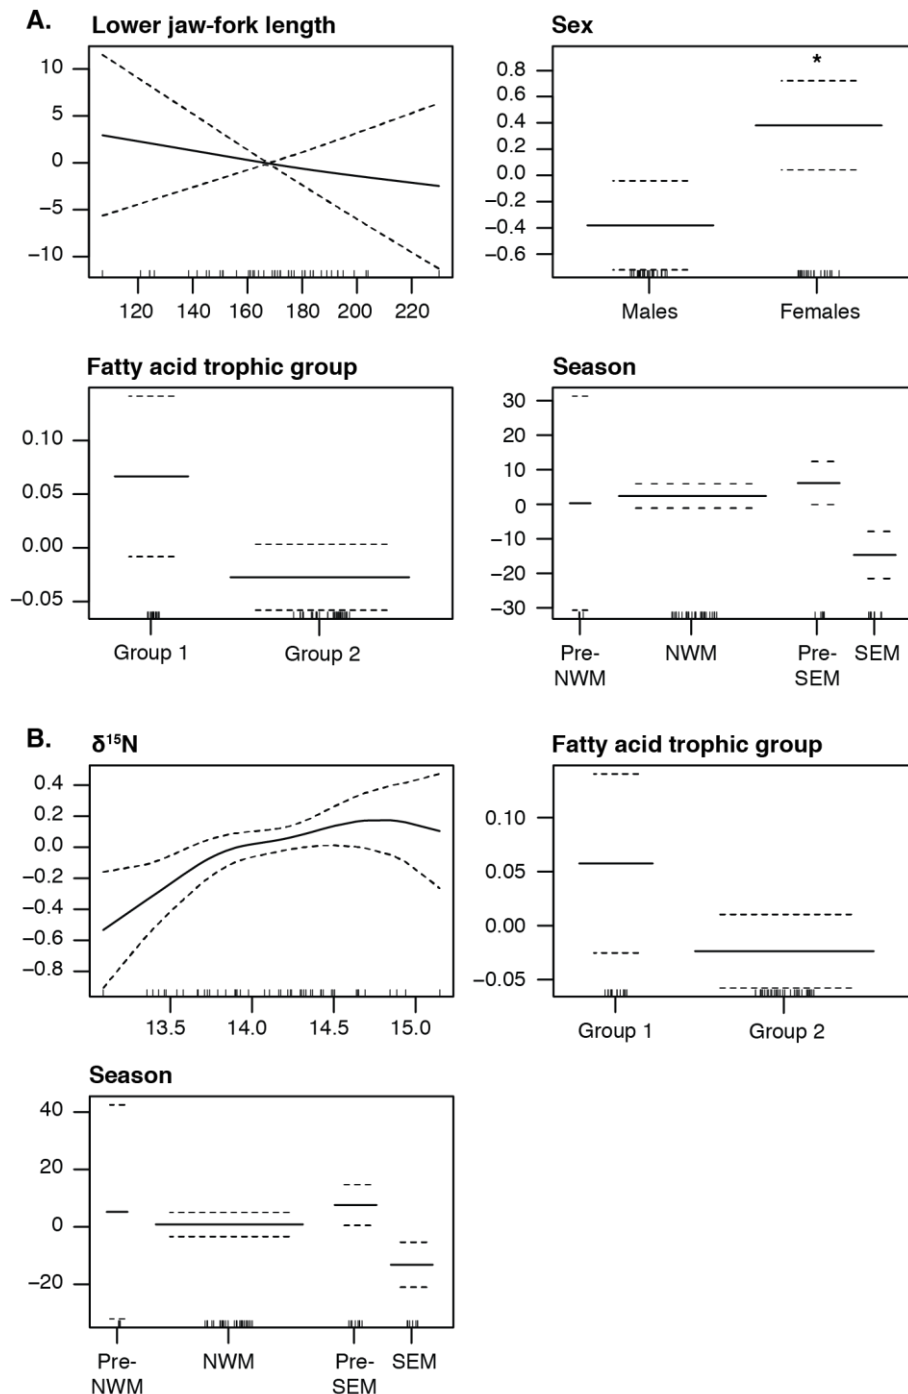 A.
Lower jaw-fork length
10
5
0
−5
−10
120 140 160 180 200 220
Sex
*
0.8
0.6
0.4
0.2
0.0
−0.2
−0.4
−0.6
Males Females
Fatty acid trophic group
0.10
0.05
0.00
−0.05
Group 1 Group 2
Season
30
20
10
0
−10
−20
−30
Pre-
NWM
NWM
Pre-
SEM
SEM
B.
δ¹⁵N
0.4
0.2
0.0
−0.2
−0.4
−0.6
−0.8
13.5 14.0 14.5 15.0
Fatty acid trophic group
0.10
0.05
0.00
−0.05
Group 1 Group 2
Season
40
20
0
−20
Pre-
NWM
NWM
Pre-
SEM
SEM